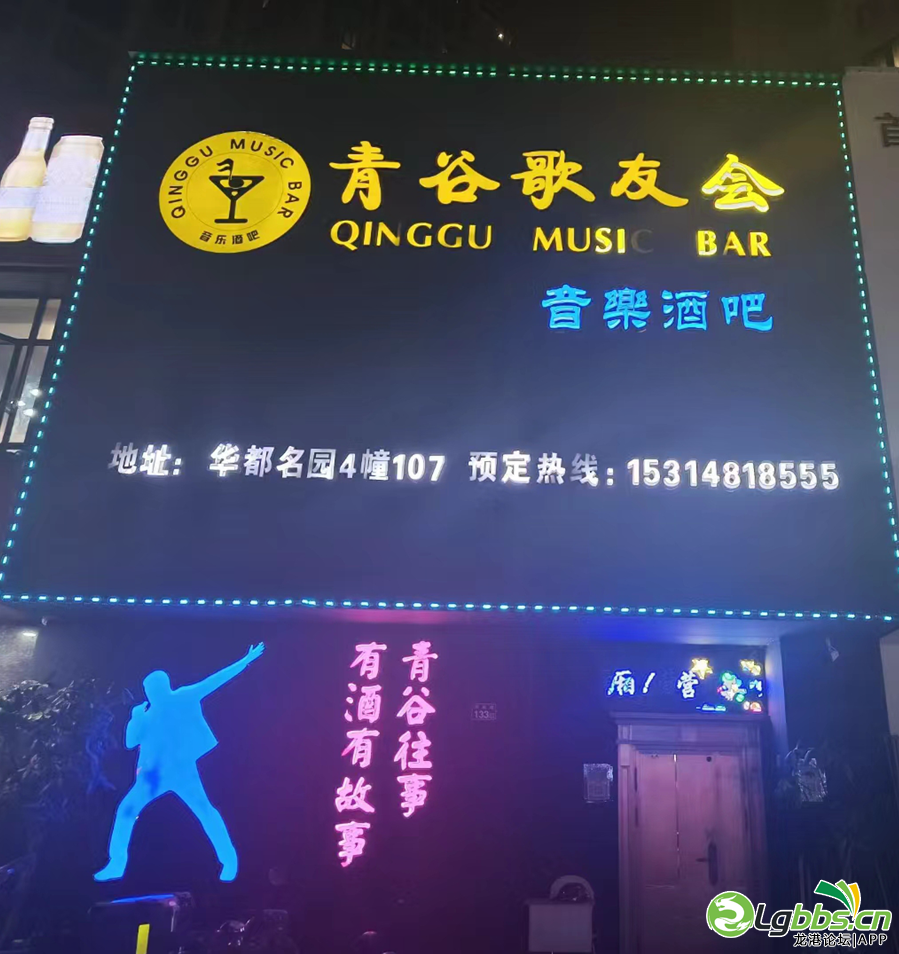 QINGGU MUSIC BAR
音乐酒吧
青谷歌友会
QINGGU MUSIC BAR
音樂酒吧
地址：华都名园4幢107 预定热线：15314818555
青谷往事
有酒有故事
133
营
Lgbbs.cn
龙港论坛|APP